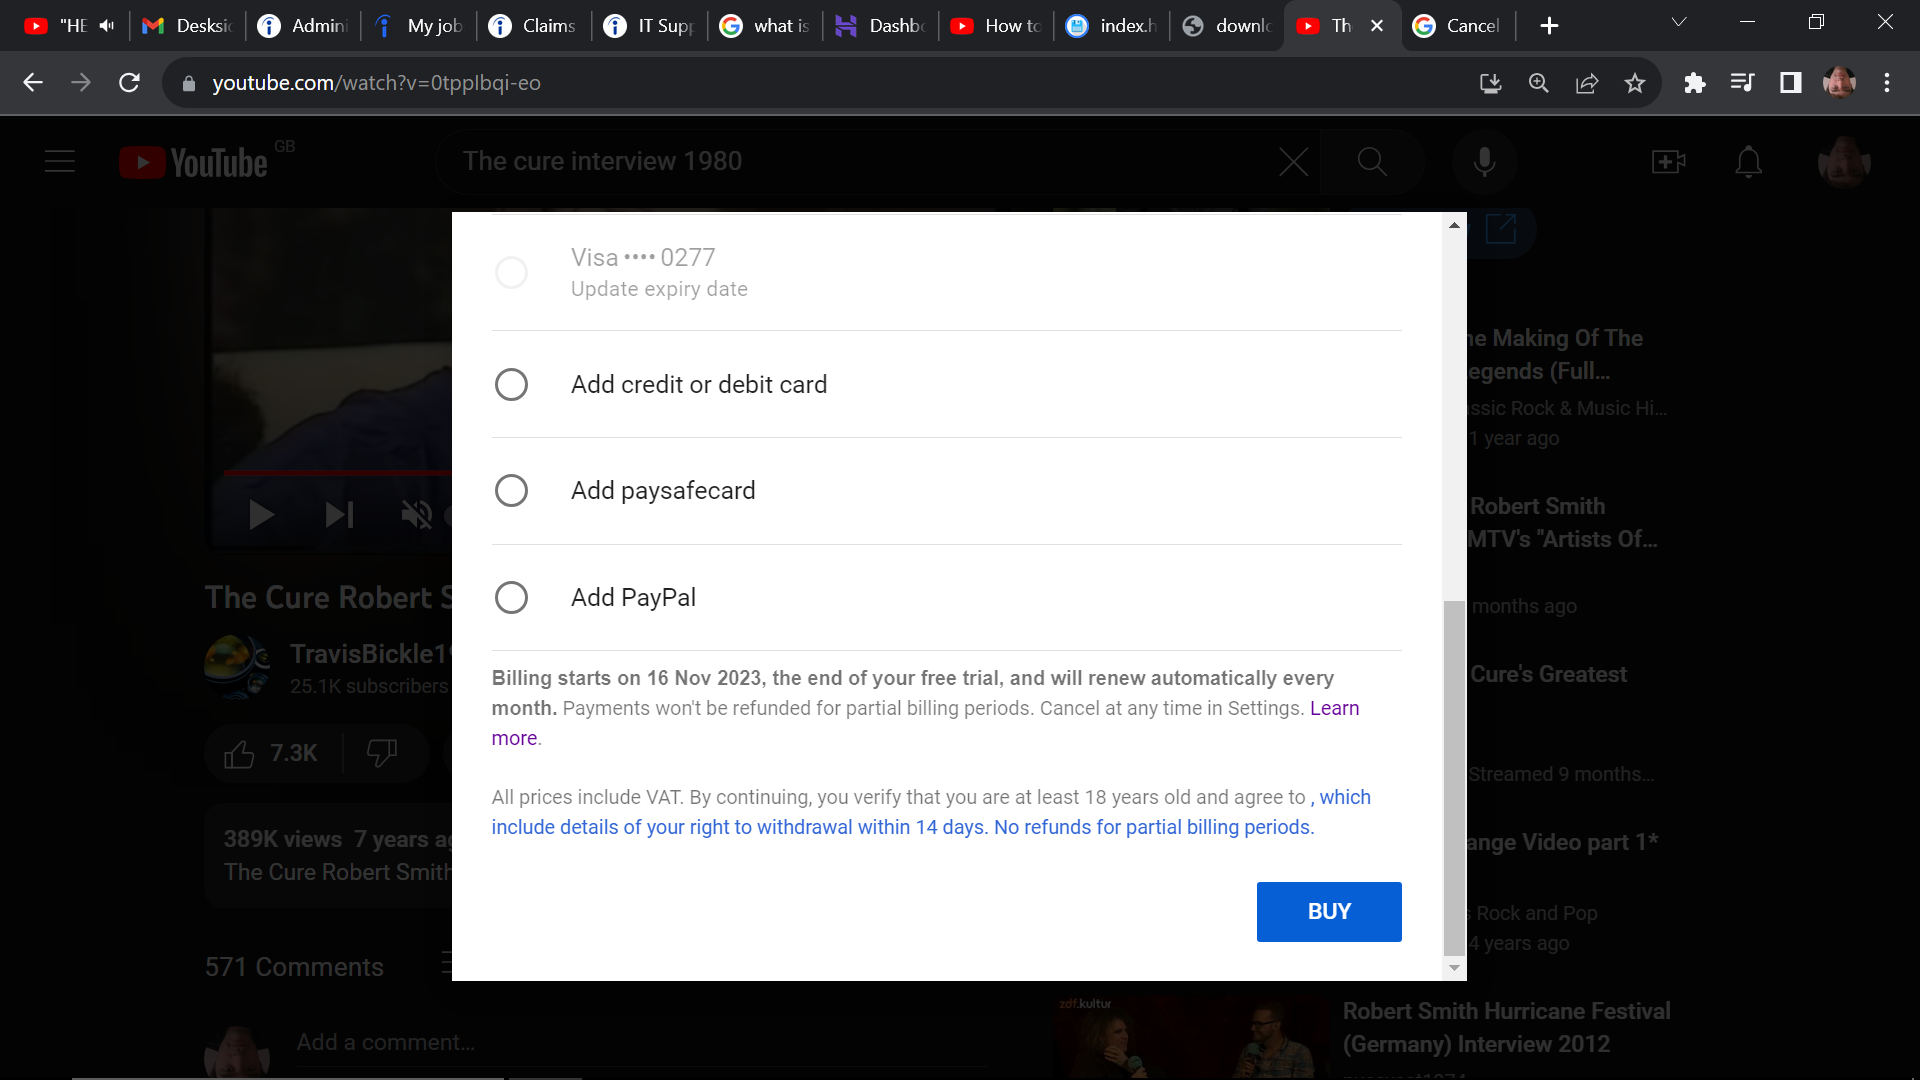 "HE
Deskside
Admini
My job
Claims
IT Supp
what is
Dashbo
How to
index.h
downlo
Th
Cancel
youtube.com/watch?v=0tppIbqi-eo
YouTube GB
The cure interview 1980
Visa •••• 0277
Update expiry date
Add credit or debit card
Add paysafecard
Add PayPal
Billing starts on 16 Nov 2023, the end of your free trial, and will renew automatically every
month. Payments won't be refunded for partial billing periods. Cancel at any time in Settings. Learn
more.
All prices include VAT. By continuing, you verify that you are at least 18 years old and agree to , which
include details of your right to withdrawal within 14 days. No refunds for partial billing periods.
BUY
The Cure Robert S
TravisBickle1
25.1K subscribers
7.3K
389K views 7 years ag
The Cure Robert Smith
571 Comments
Add a comment...
he Making Of The
egends (Full...
assic Rock & Music Hi...
1 year ago
Robert Smith
MTV's "Artists Of...
months ago
Cure's Greatest
Streamed 9 months...
ange Video part 1*
s Rock and Pop
4 years ago
zdf.kultur
Robert Smith Hurricane Festival
(Germany) Interview 2012